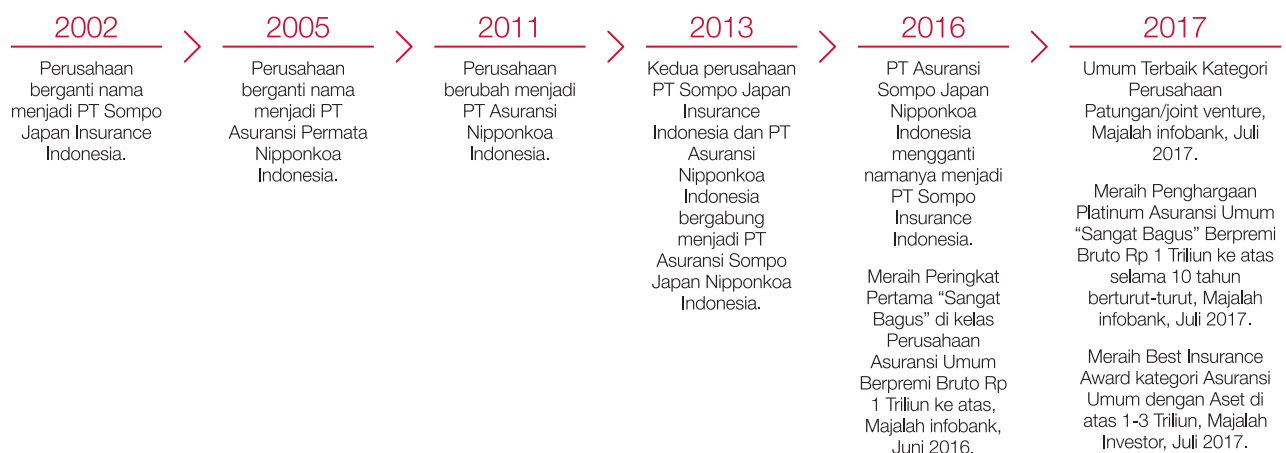 2002
Perusahaan
berganti nama
menjadi PT Sompo
Japan Insurance
Indonesia.
2005
Perusahaan
berganti nama
menjadi PT
Asuransi Permata
Nipponkoa
Indonesia.
2011
Perusahaan
berubah menjadi
PT Asuransi
Nipponkoa
Indonesia.
2013
Kedua perusahaan
PT Sompo Japan
Insurance
Indonesia dan PT
Asuransi
Nipponkoa
Indonesia
bergabung
menjadi PT
Asuransi Sompo
Japan Nipponkoa
Indonesia.
2016
PT Asuransi
Sompo Japan
Nipponkoa
Indonesia
mengganti
namanya menjadi
PT Sompo
Insurance
Indonesia.
Meraih Peringkat
Pertama “Sangat
Bagus” di kelas
Perusahaan
Asuransi Umum
Berpremi Bruto Rp
1 Triliun ke atas,
Majalah infobank,
Juni 2016.
2017
Umum Terbaik Kategori
Perusahaan
Patungan/joint venture,
Majalah infobank, Juli
2017.
Meraih Penghargaan
Platinum Asuransi Umum
“Sangat Bagus” Berpremi
Bruto Rp 1 Triliun ke atas
selama 10 tahun
berturut-turut, Majalah
infobank, Juli 2017.
Meraih Best Insurance
Award kategori Asuransi
Umum dengan Aset di
atas 1-3 Triliun, Majalah
Investor, Juli 2017.